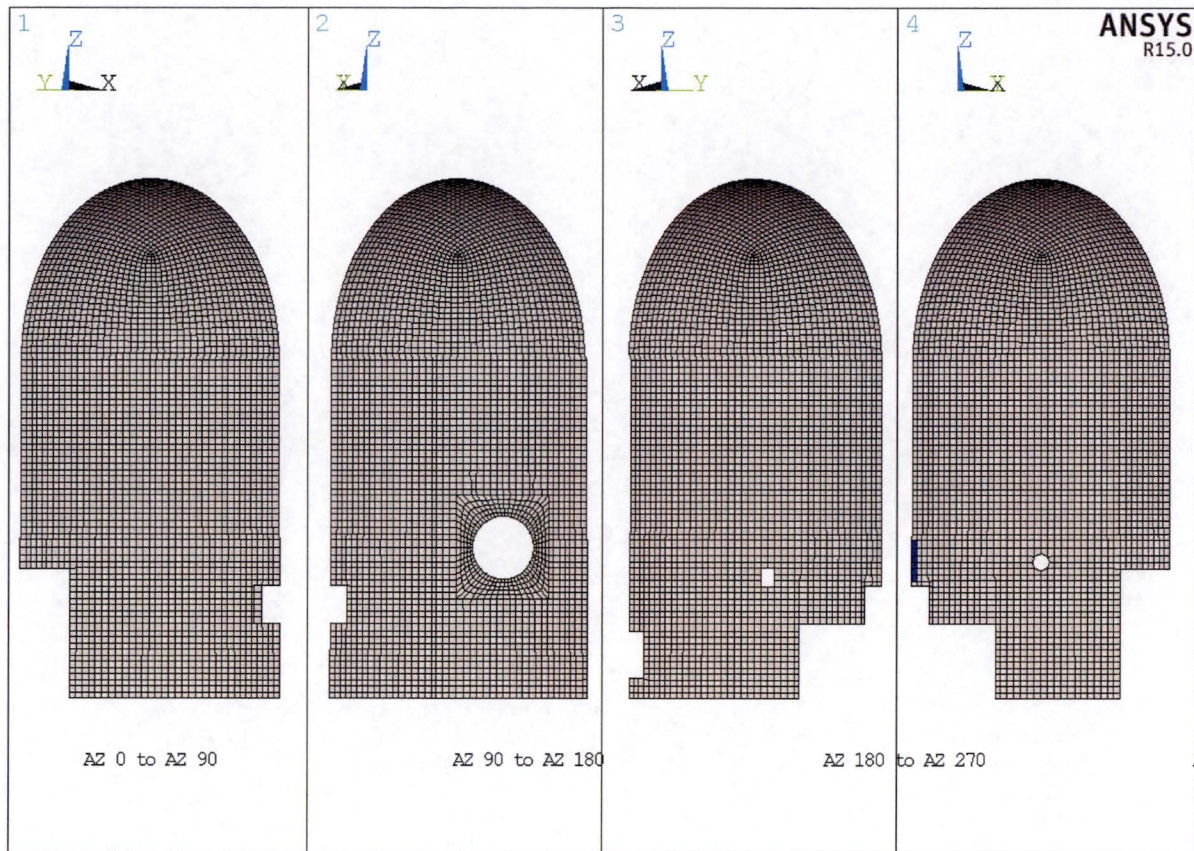 1
Z
Y X
2
Z
X
3
Z
X Y
4
Z
X
ANSYS
R15.0
AZ 0 to AZ 90
AZ 90 to AZ 180
AZ 180 to AZ 270